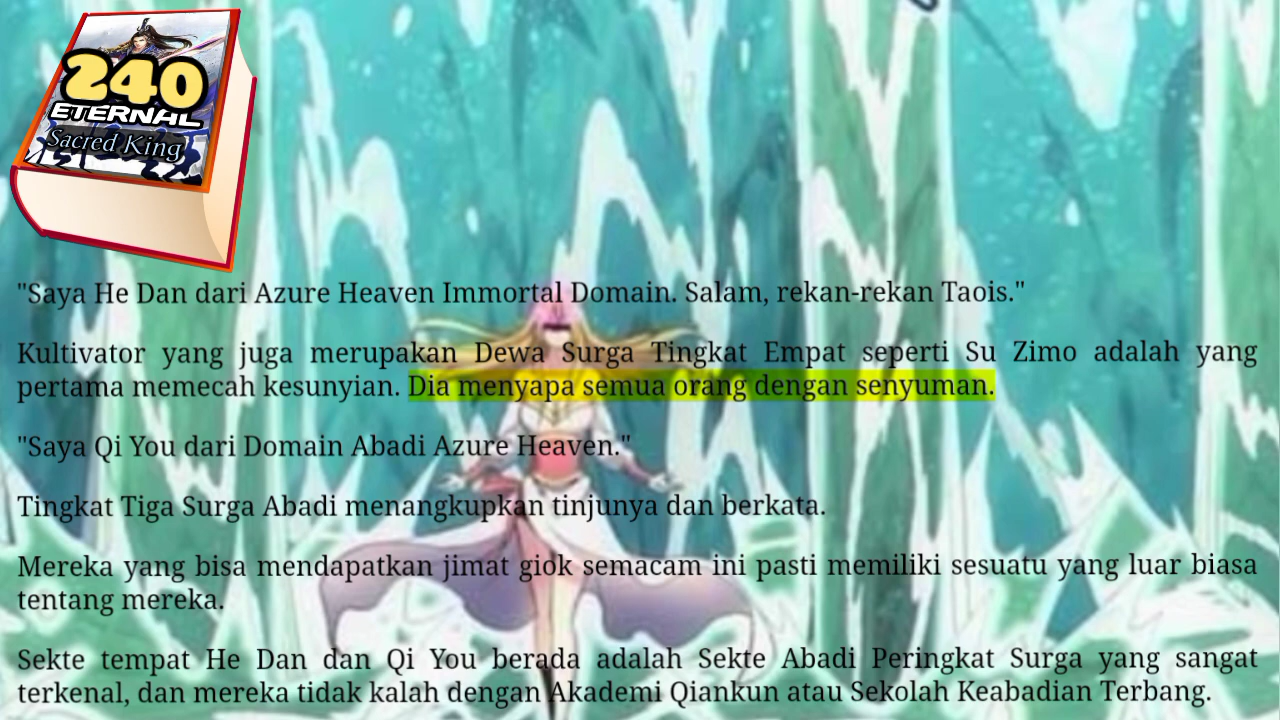 240
ETERNAL
Sacred King
"Saya He Dan dari Azure Heaven Immortal Domain. Salam, rekan-rekan Taois."
Kultivator yang juga merupakan Dewa Surga Tingkat Empat seperti Su Zimo adalah yang
pertama memecah kesunyian. Dia menyapa semua orang dengan senyuman.
"Saya Qi You dari Domain Abadi Azure Heaven."
Tingkat Tiga Surga Abadi menangkupkan tinjunya dan berkata.
Mereka yang bisa mendapatkan jimat giok semacam ini pasti memiliki sesuatu yang luar biasa
tentang mereka.
Sekte tempat He Dan dan Qi You berada adalah Sekte Abadi Peringkat Surga yang sangat
terkenal, dan mereka tidak kalah dengan Akademi Qiankun atau Sekolah Keabadian Terbang.